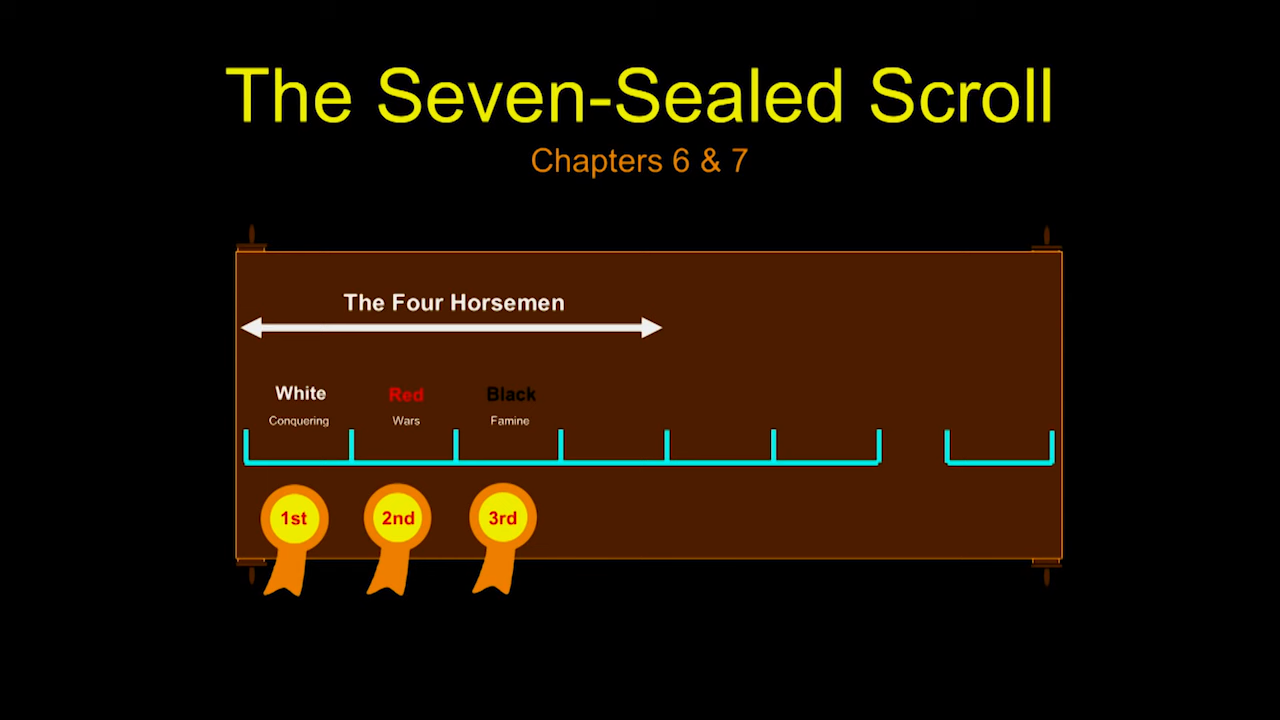 The Seven-Sealed Scroll
Chapters 6 & 7
The Four Horsemen
White Red Black
Conquering Wars Famine
1st 2nd 3rd